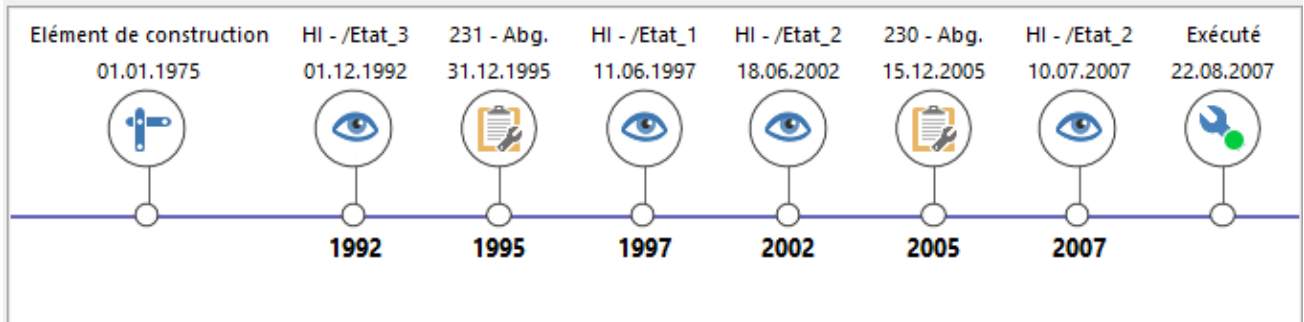 Elément de construction HI - /Etat_3 231 - Abg. HI - /Etat_1 HI - /Etat_2 230 - Abg. HI - /Etat_2 Exécuté
01.01.1975 01.12.1992 31.12.1995 11.06.1997 18.06.2002 15.12.2005 10.07.2007 22.08.2007
1992 1995 1997 2002 2005 2007